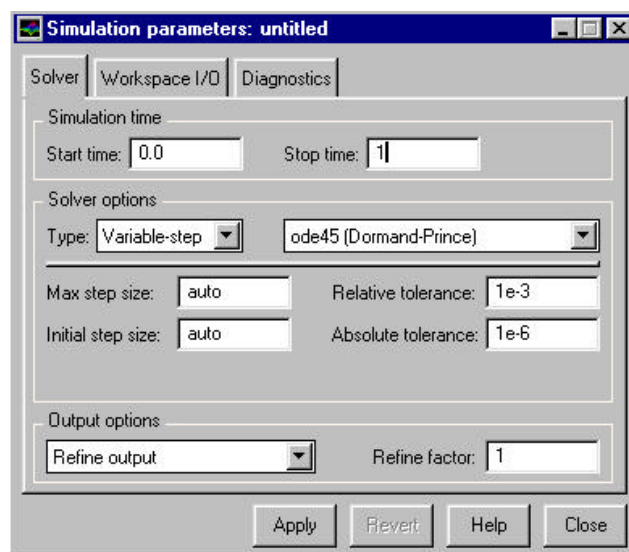 Simulation parameters: untitled
Solver Workspace I/O Diagnostics
Simulation time
Start time: 0.0 Stop time: 1
Solver options
Type: Variable-step ode45 (Dormand-Prince)
Max step size: auto Relative tolerance: 1e-3
Initial step size: auto Absolute tolerance: 1e-6
Output options
Refine output Refine factor: 1
Apply Revert Help Close